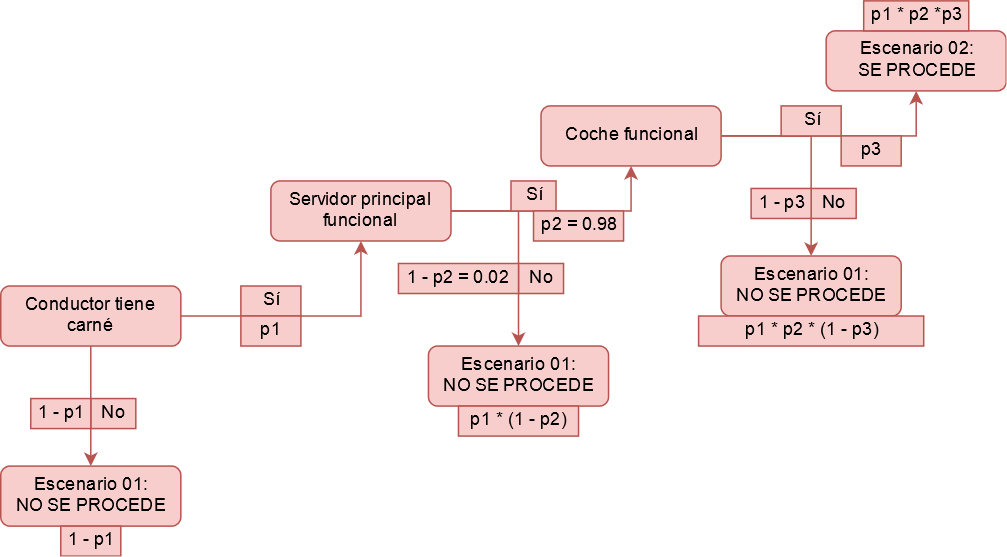 p1 * p2 *p3
Escenario 02:
SE PROCEDE
Sí
p3
Coche funcional
1 - p3
No
Escenario 01:
NO SE PROCEDE
p1 * p2 * (1 - p3)
Servidor principal
funcional
Sí
p2 = 0.98
1 - p2 = 0.02
No
Escenario 01:
NO SE PROCEDE
p1 * (1 - p2)
Conductor tiene
carné
Sí
p1
1 - p1
No
Escenario 01:
NO SE PROCEDE
1 - p1